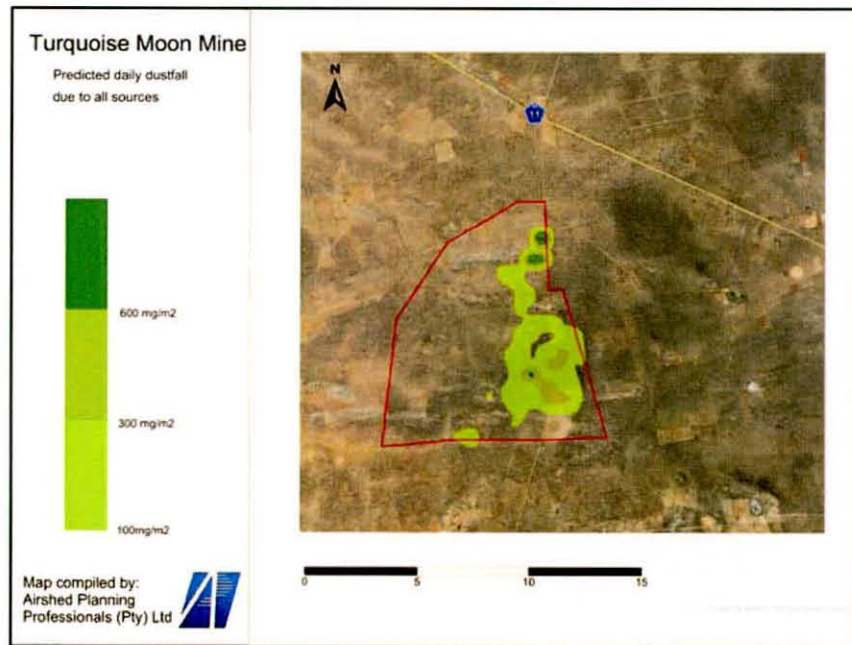 Turquoise Moon Mine
Predicted daily dustfall
due to all sources
600 mg/m2
300 mg/m2
100mg/m2
Map compiled by:
Airshed Planning
Professionals (Pty) Ltd
N
11
0
5
10
15